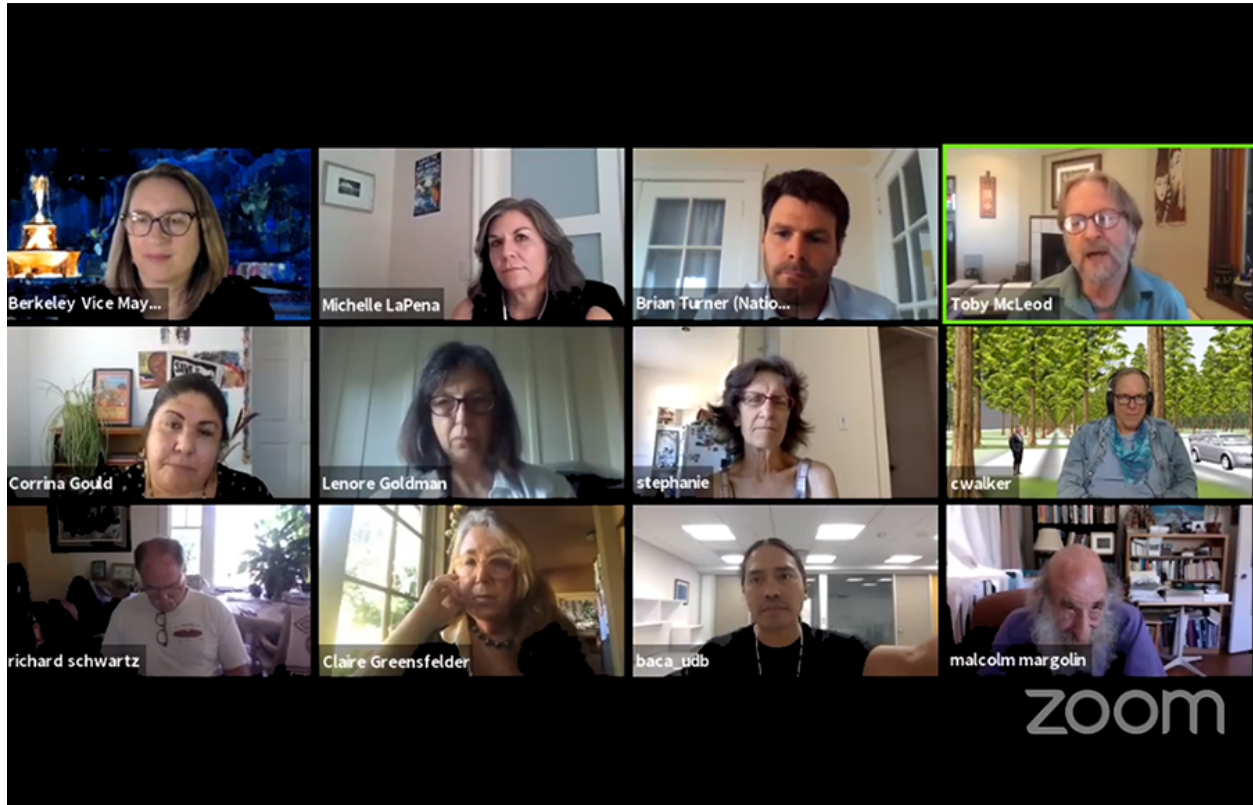 Berkeley Vice May...
Michelle LaPena
Brian Turner (Natio...
Toby McLeod
SAVE
Corrina Gould
Lenore Goldman
stephanie
cwalker
richard schwartz
Claire Greensfelder
baca_udb
malcolm margolin
zoom